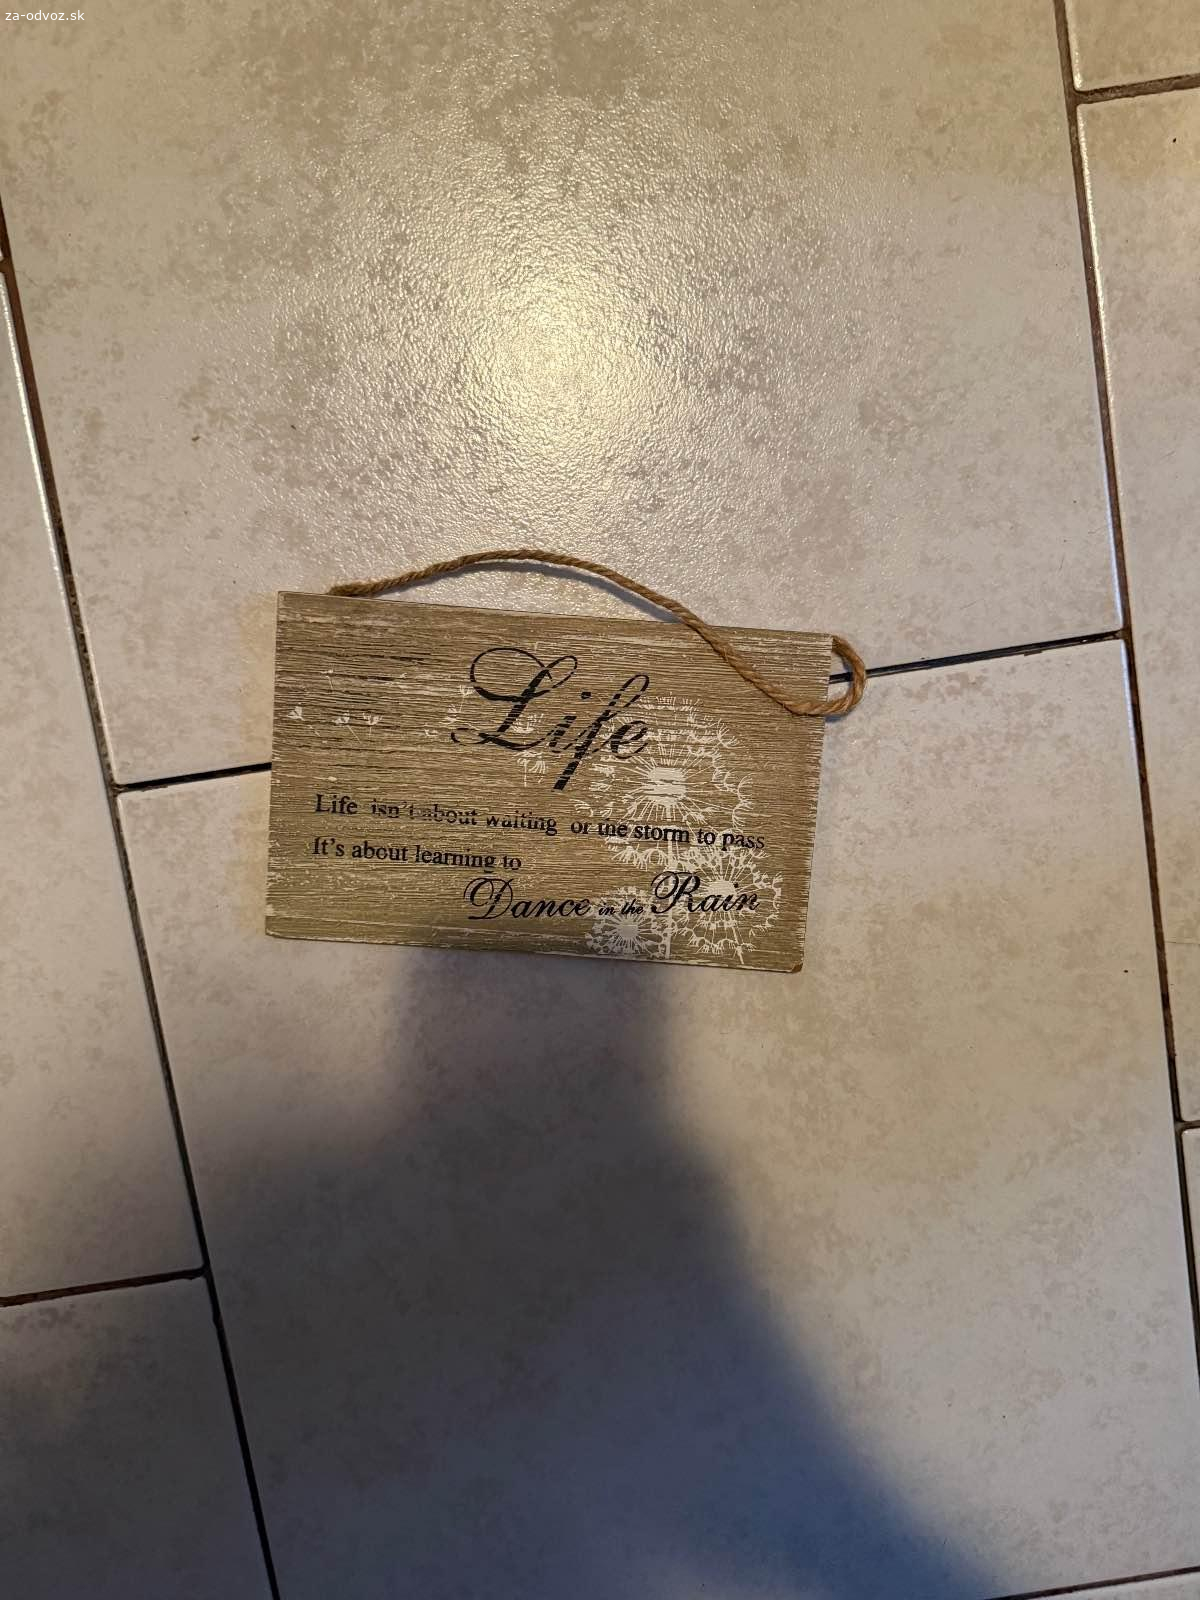 za-odvoz.sk
Life
Life isn't about waiting or the storm to pass
It's about learning to
Dance in the Rain